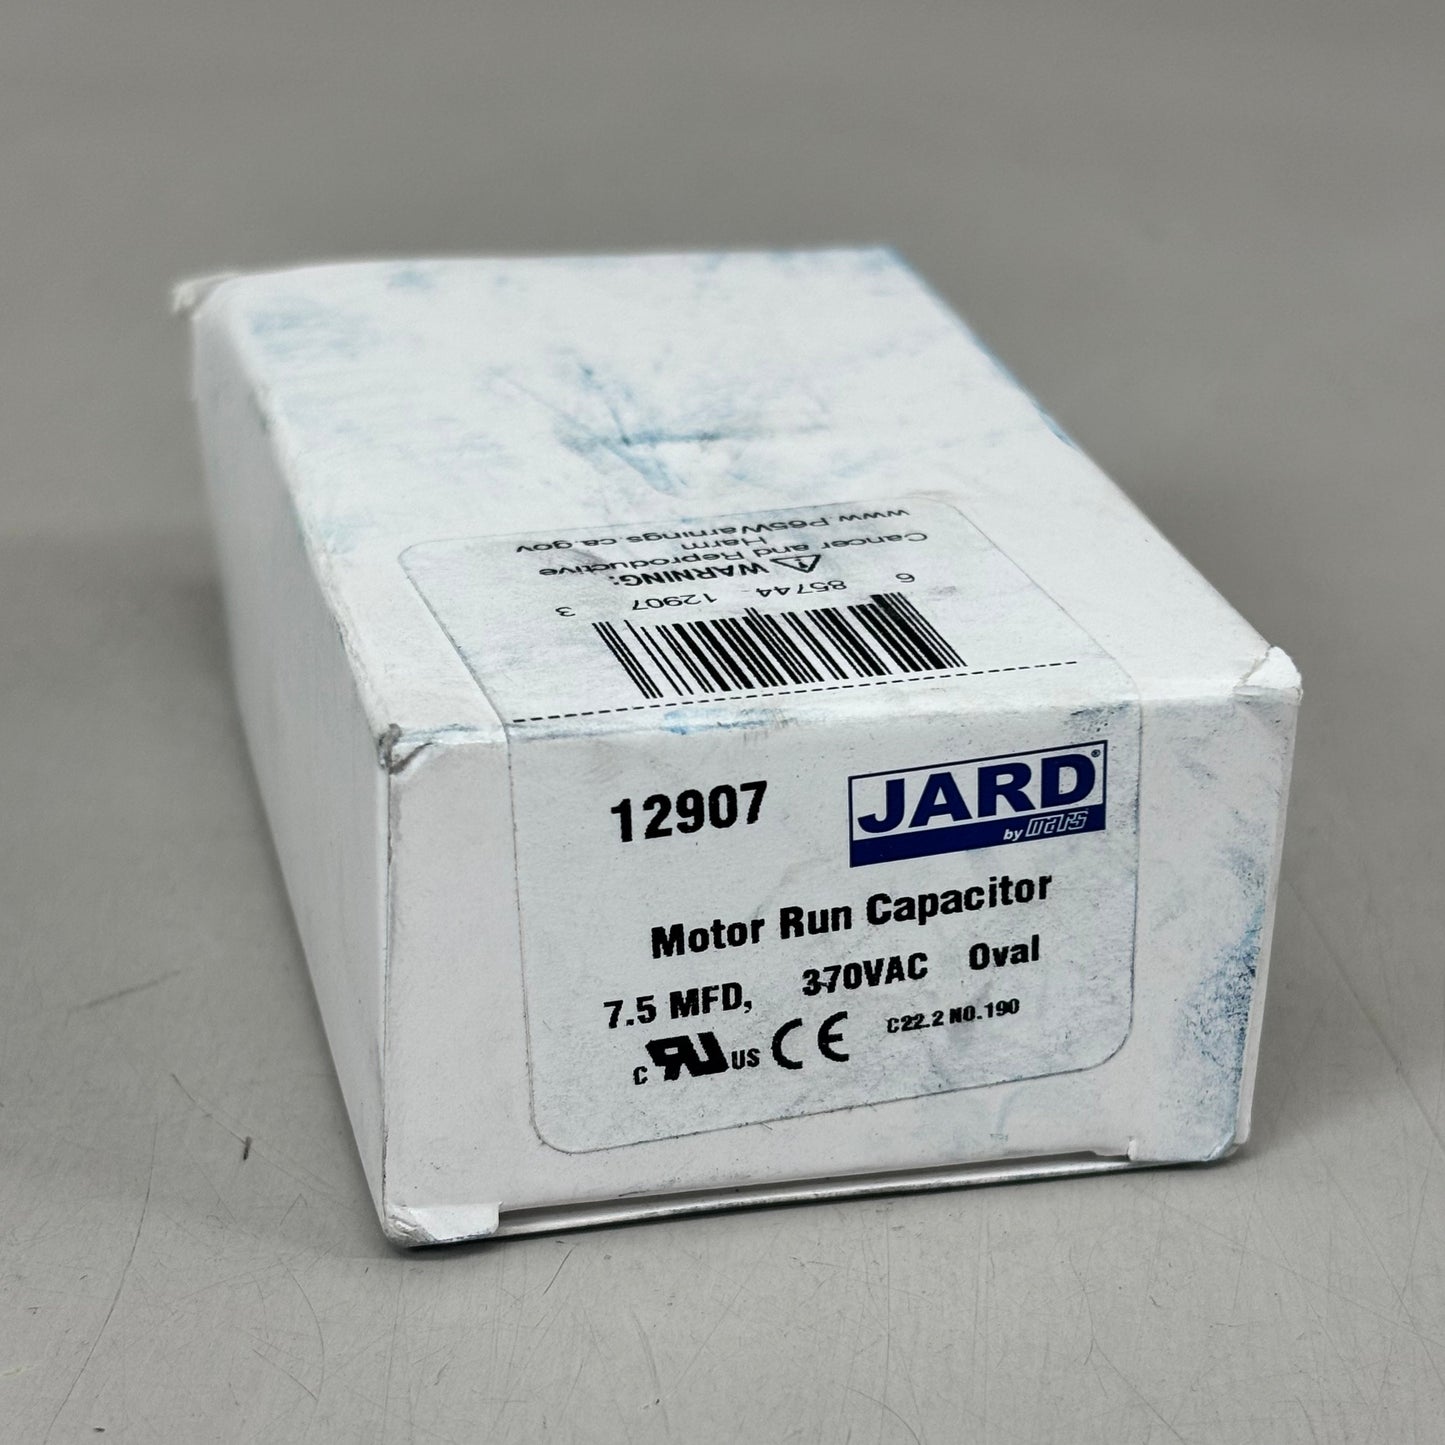 12907
JARD®
by mars
Motor Run Capacitor
7.5 MFD, 370VAC Oval
C RU US CE C22.2 NO.190
6 85744 12907 3
⚠ WARNING:
Cancer and Reproductive
Harm
www.P65Warnings.ca.gov